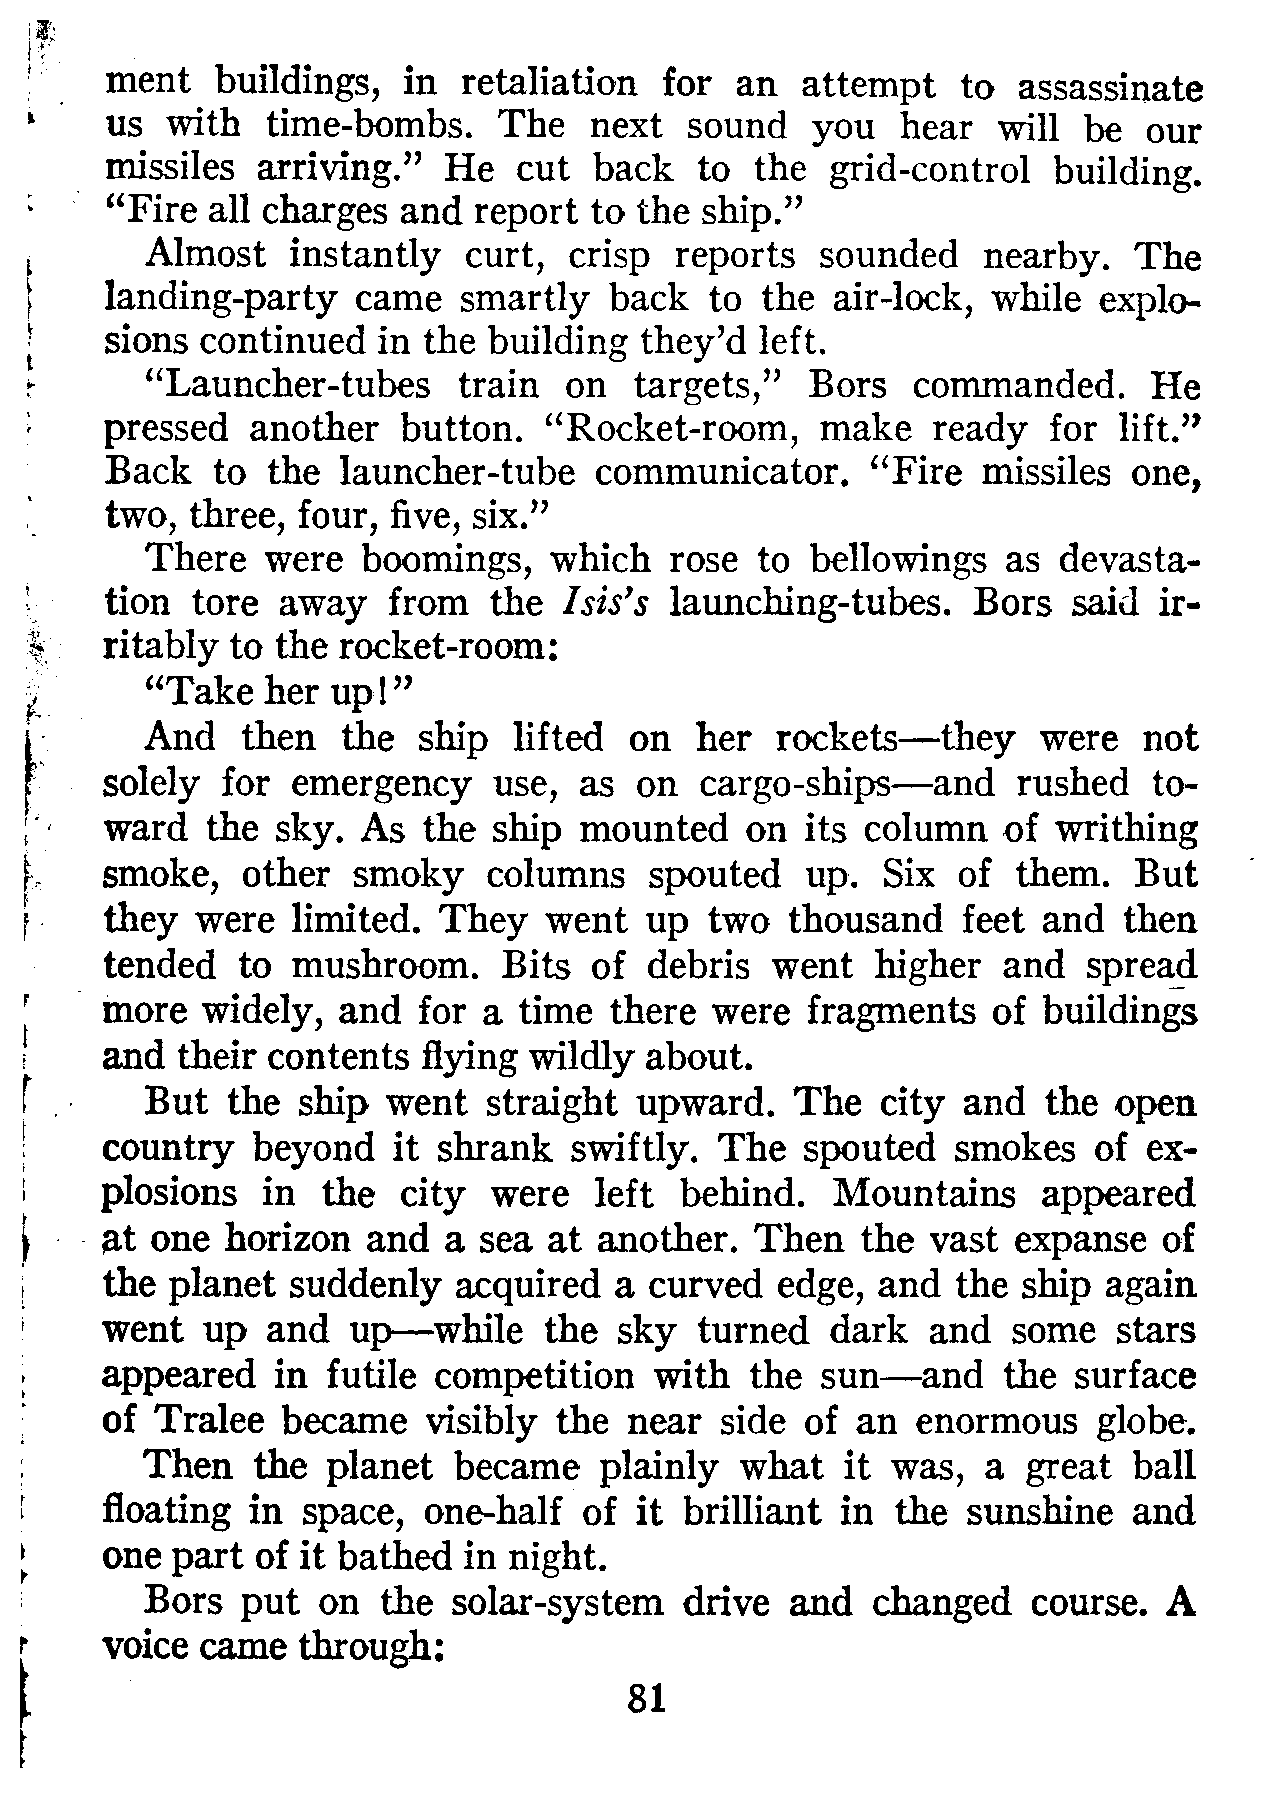 ment buildings, in retaliation for an attempt to assassinate
us with time-bombs. The next sound you hear will be our
missiles arriving.” He cut back to the grid-control building.
“Fire all charges and report to the ship.”
Almost instantly curt, crisp reports sounded nearby. The
landing-party came smartly back to the air-lock, while explo-
sions continued in the building they’d left.
“Launcher-tubes train on targets,” Bors commanded. He
pressed another button. “Rocket-room, make ready for lift.”
Back to the launcher-tube communicator. “Fire missiles one,
two, three, four, five, six.”
There were boomings, which rose to bellowings as devasta-
tion tore away from the Isis’s launching-tubes. Bors said ir-
ritably to the rocket-room:
“Take her up!”
And then the ship lifted on her rockets—they were not
solely for emergency use, as on cargo-ships—and rushed to-
ward the sky. As the ship mounted on its column of writhing
smoke, other smoky columns spouted up. Six of them. But
they were limited. They went up two thousand feet and then
tended to mushroom. Bits of debris went higher and spread
more widely, and for a time there were fragments of buildings
and their contents flying wildly about.
But the ship went straight upward. The city and the open
country beyond it shrank swiftly. The spouted smokes of ex-
plosions in the city were left behind. Mountains appeared
at one horizon and a sea at another. Then the vast expanse of
the planet suddenly acquired a curved edge, and the ship again
went up and up—while the sky turned dark and some stars
appeared in futile competition with the sun—and the surface
of Tralee became visibly the near side of an enormous globe.
Then the planet became plainly what it was, a great ball
floating in space, one-half of it brilliant in the sunshine and
one part of it bathed in night.
Bors put on the solar-system drive and changed course. A
voice came through:
81